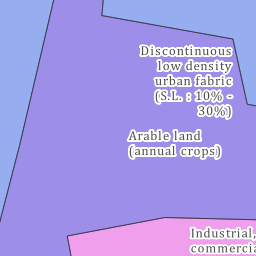 Discontinuous
low density
urban fabric
(S.L. : 10% -
30%)
Arable land
(annual crops)
Industrial,
commercia